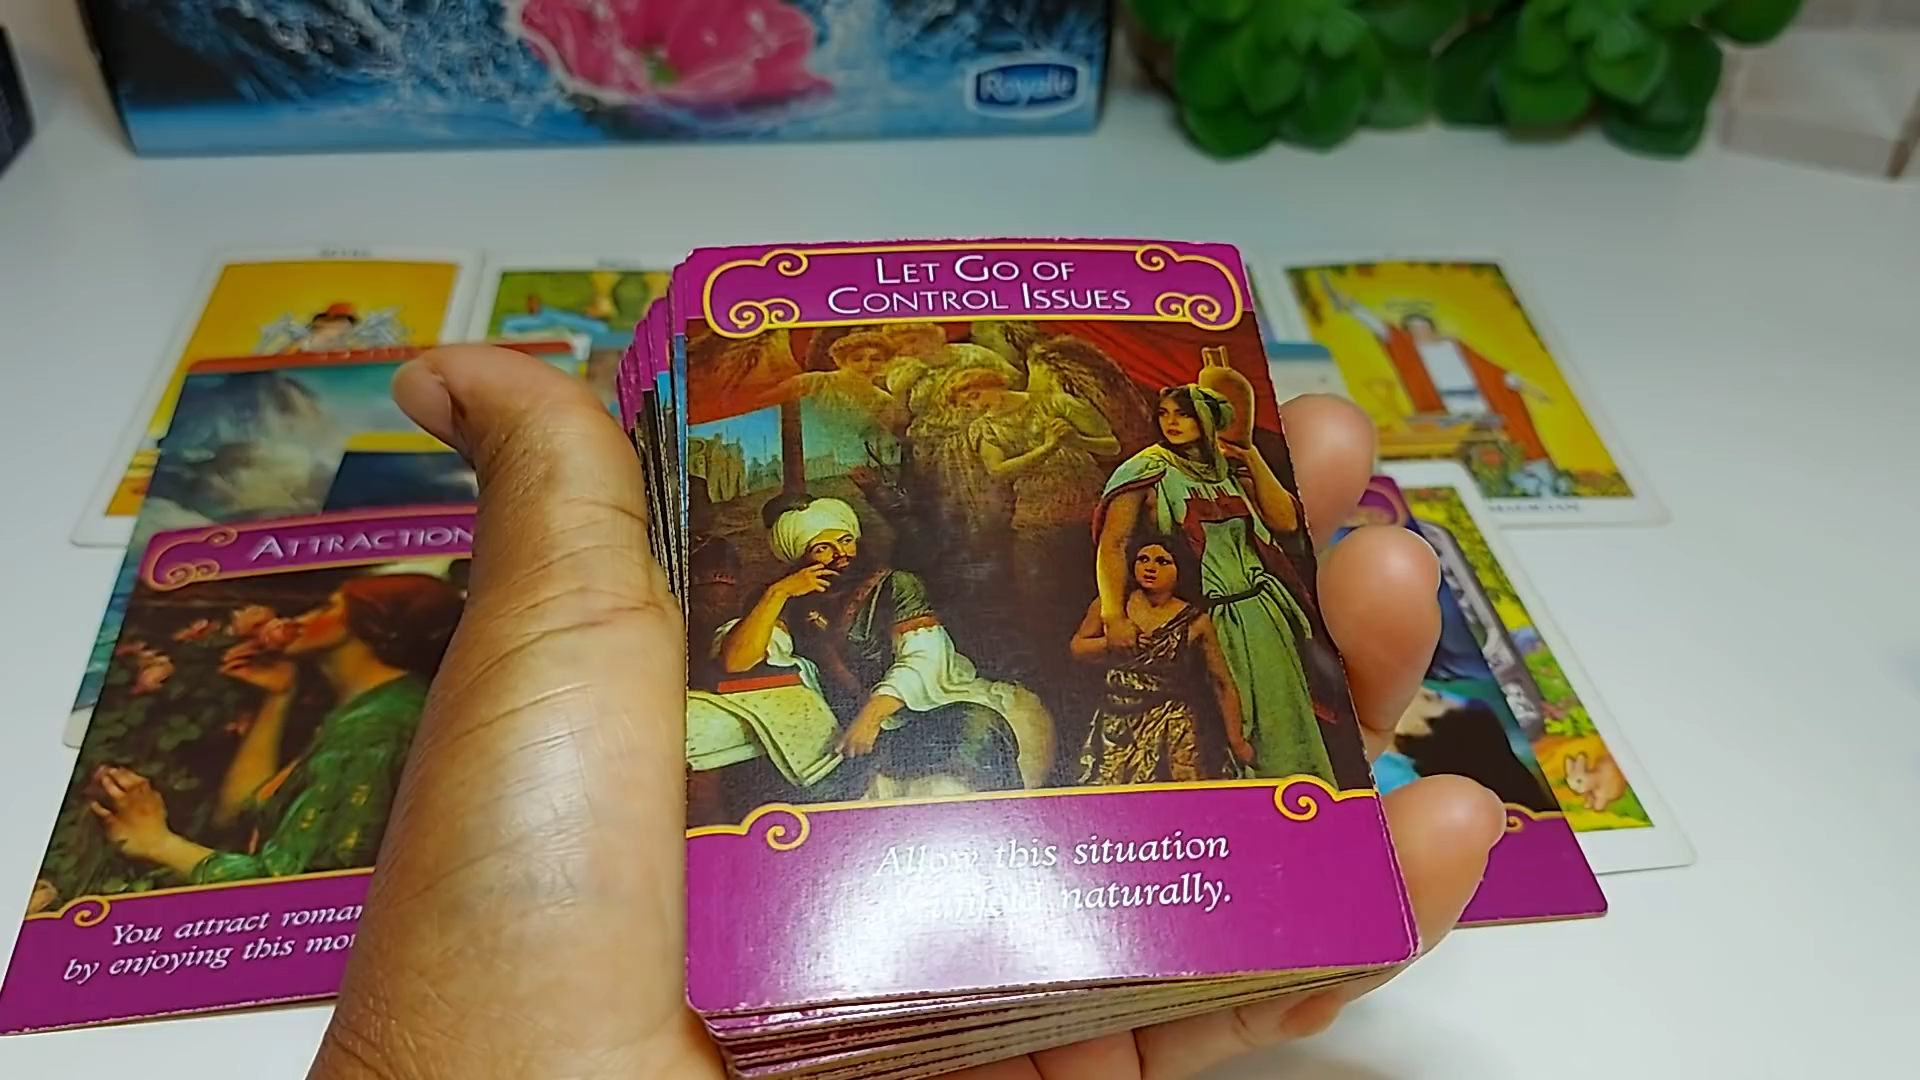 Royale
LET GO OF
CONTROL ISSUES
Allow this situation
to unfold naturally.
MAGICIAN
ATTRACTION
You attract roman
by enjoying this mo